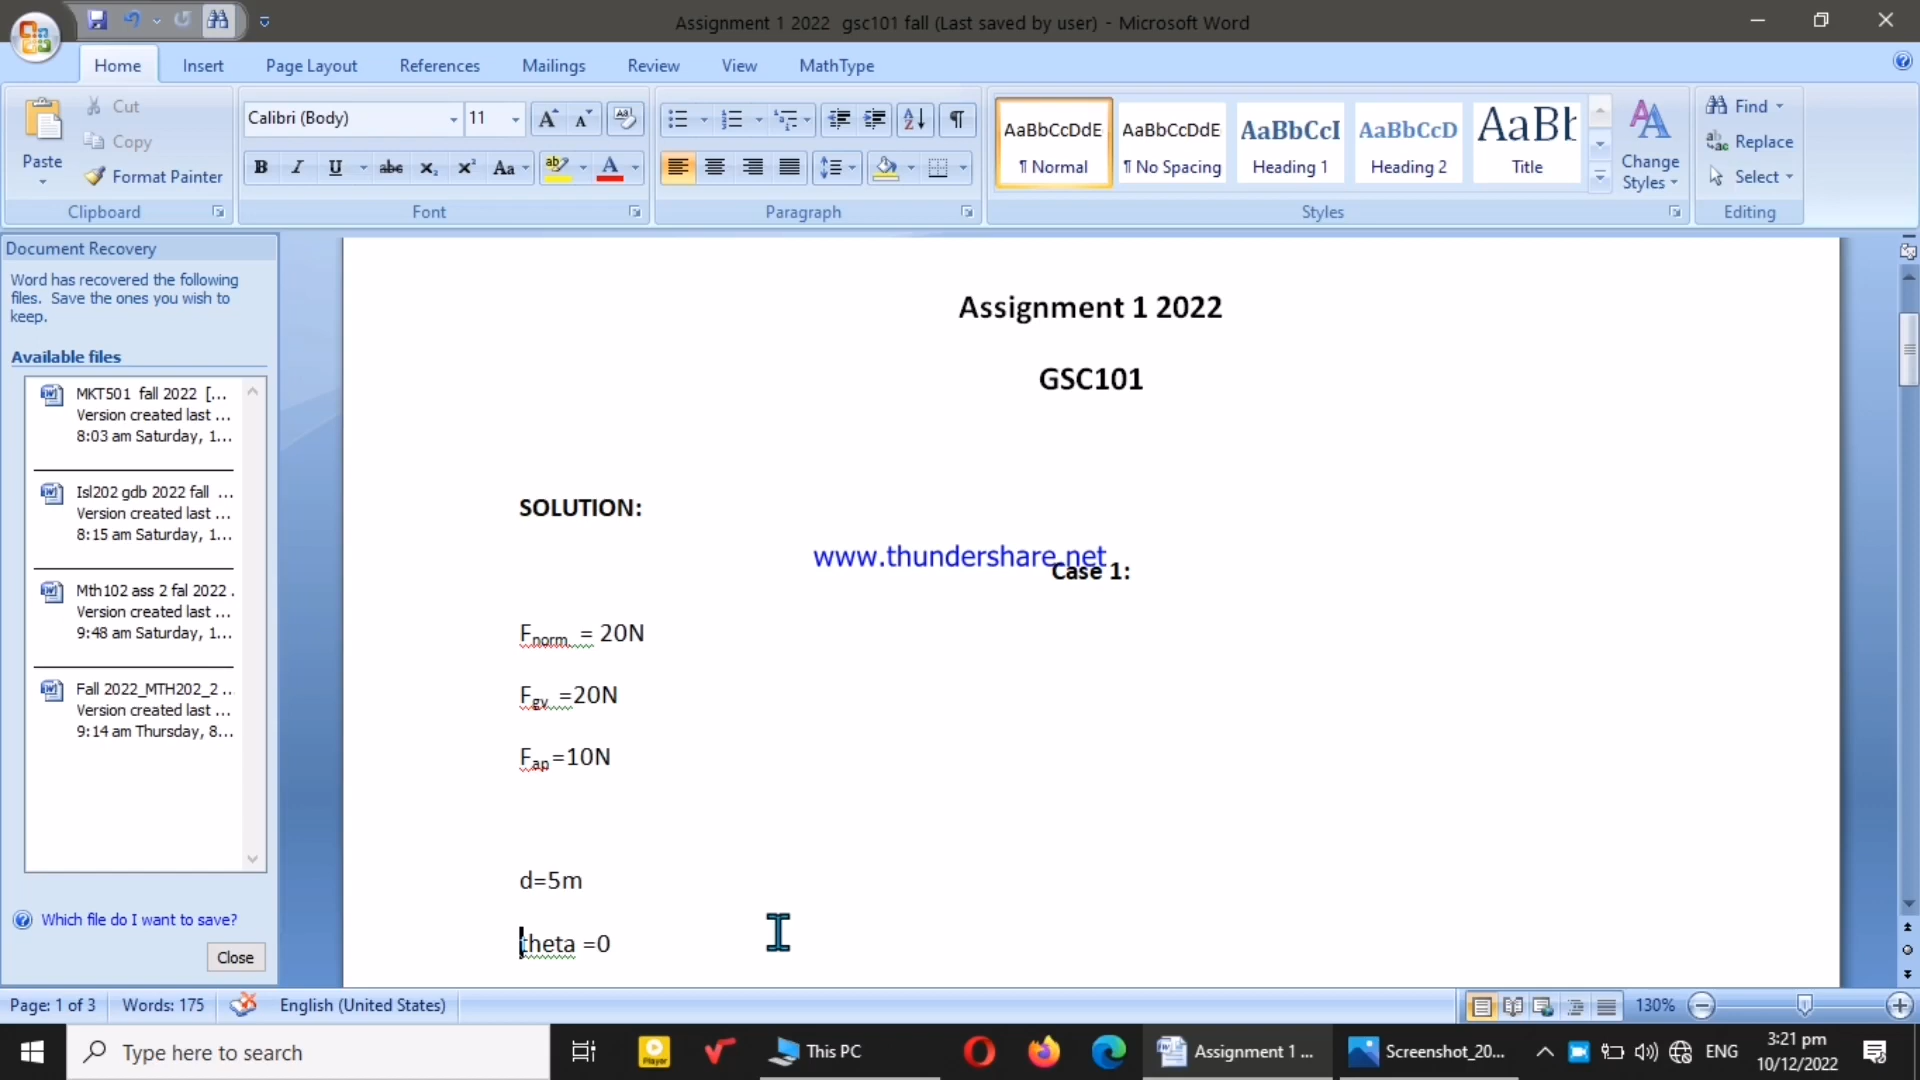 Assignment 1 2022 gsc101 fall (Last saved by user) - Microsoft Word
Home Insert Page Layout References Mailings Review View MathType
Paste
Cut
Copy
Format Painter
Clipboard
Calibri (Body) 11
Font
Paragraph
AaBbCcDdE AaBbCcDdE AaBbCcI AaBbCcD AaBt
¶ Normal ¶ No Spacing Heading 1 Heading 2 Title
Change
Styles
Styles
Find
Replace
Select
Editing
Document Recovery
Word has recovered the following
files. Save the ones you wish to
keep.
Available files
MKT501 fall 2022 [...
Version created last ...
8:03 am Saturday, 1...
Isl202 gdb 2022 fall ...
Version created last ...
8:15 am Saturday, 1...
Mth102 ass 2 fal 2022 .
Version created last ...
9:48 am Saturday, 1...
Fall 2022_MTH202_2 ..
Version created last ...
9:14 am Thursday, 8...
Which file do I want to save?
Close
Assignment 1 2022
GSC101
SOLUTION:
www.thundershare.net
Case 1:
Fnorm. = 20N
Fgv =20N
Fap=10N
d=5m
theta =0
Page: 1 of 3 Words: 175 English (United States) 130%
Type here to search
Player
This PC
Assignment 1 ...
Screenshot_20...
ENG
3:21 pm
10/12/2022